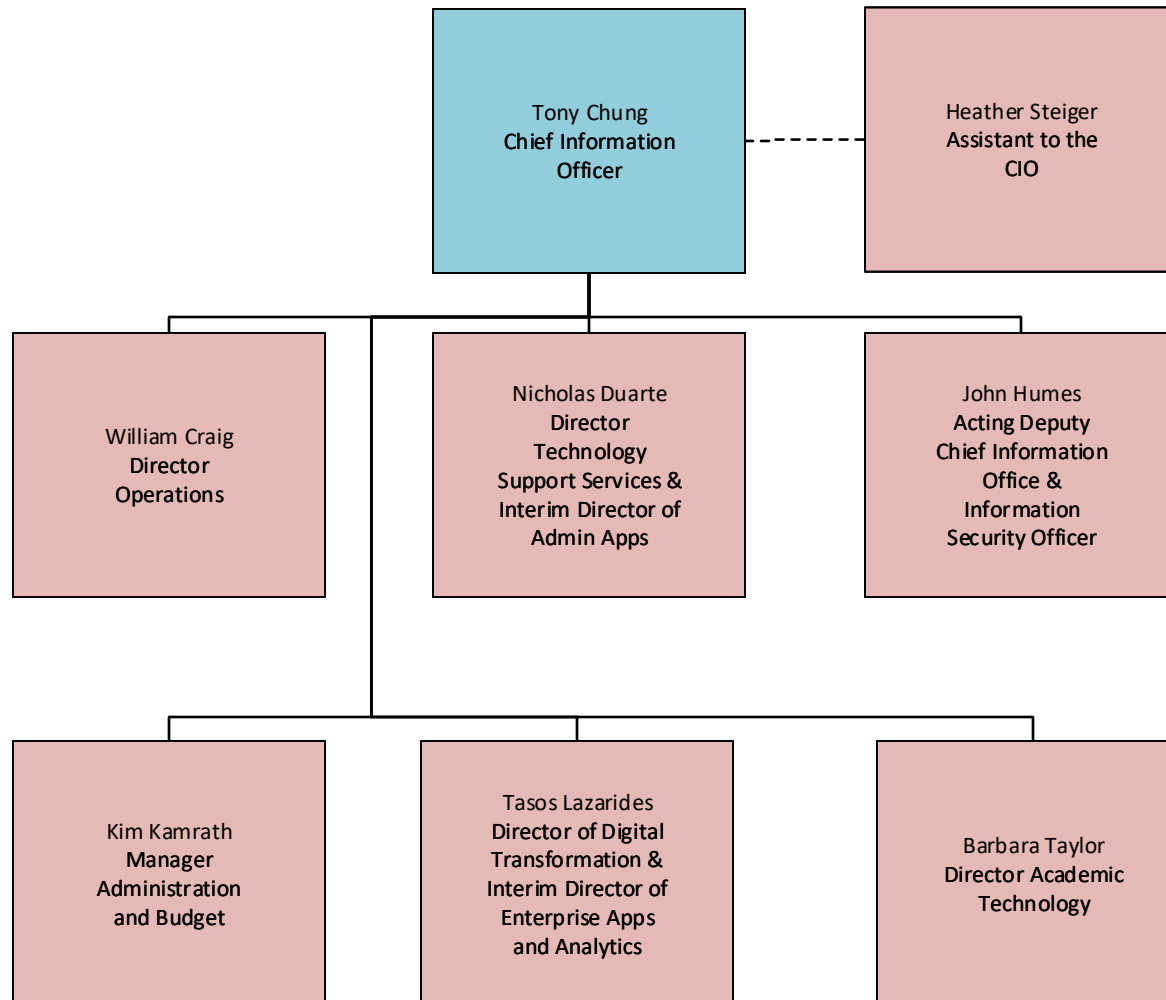 Tony Chung
Chief Information
Officer
Heather Steiger
Assistant to the
CIO
William Craig
Director
Operations
Nicholas Duarte
Director
Technology
Support Services &
Interim Director of
Admin Apps
John Humes
Acting Deputy
Chief Information
Office &
Information
Security Officer
Kim Kamrath
Manager
Administration
and Budget
Tasos Lazarides
Director of Digital
Transformation &
Interim Director of
Enterprise Apps
and Analytics
Barbara Taylor
Director Academic
Technology